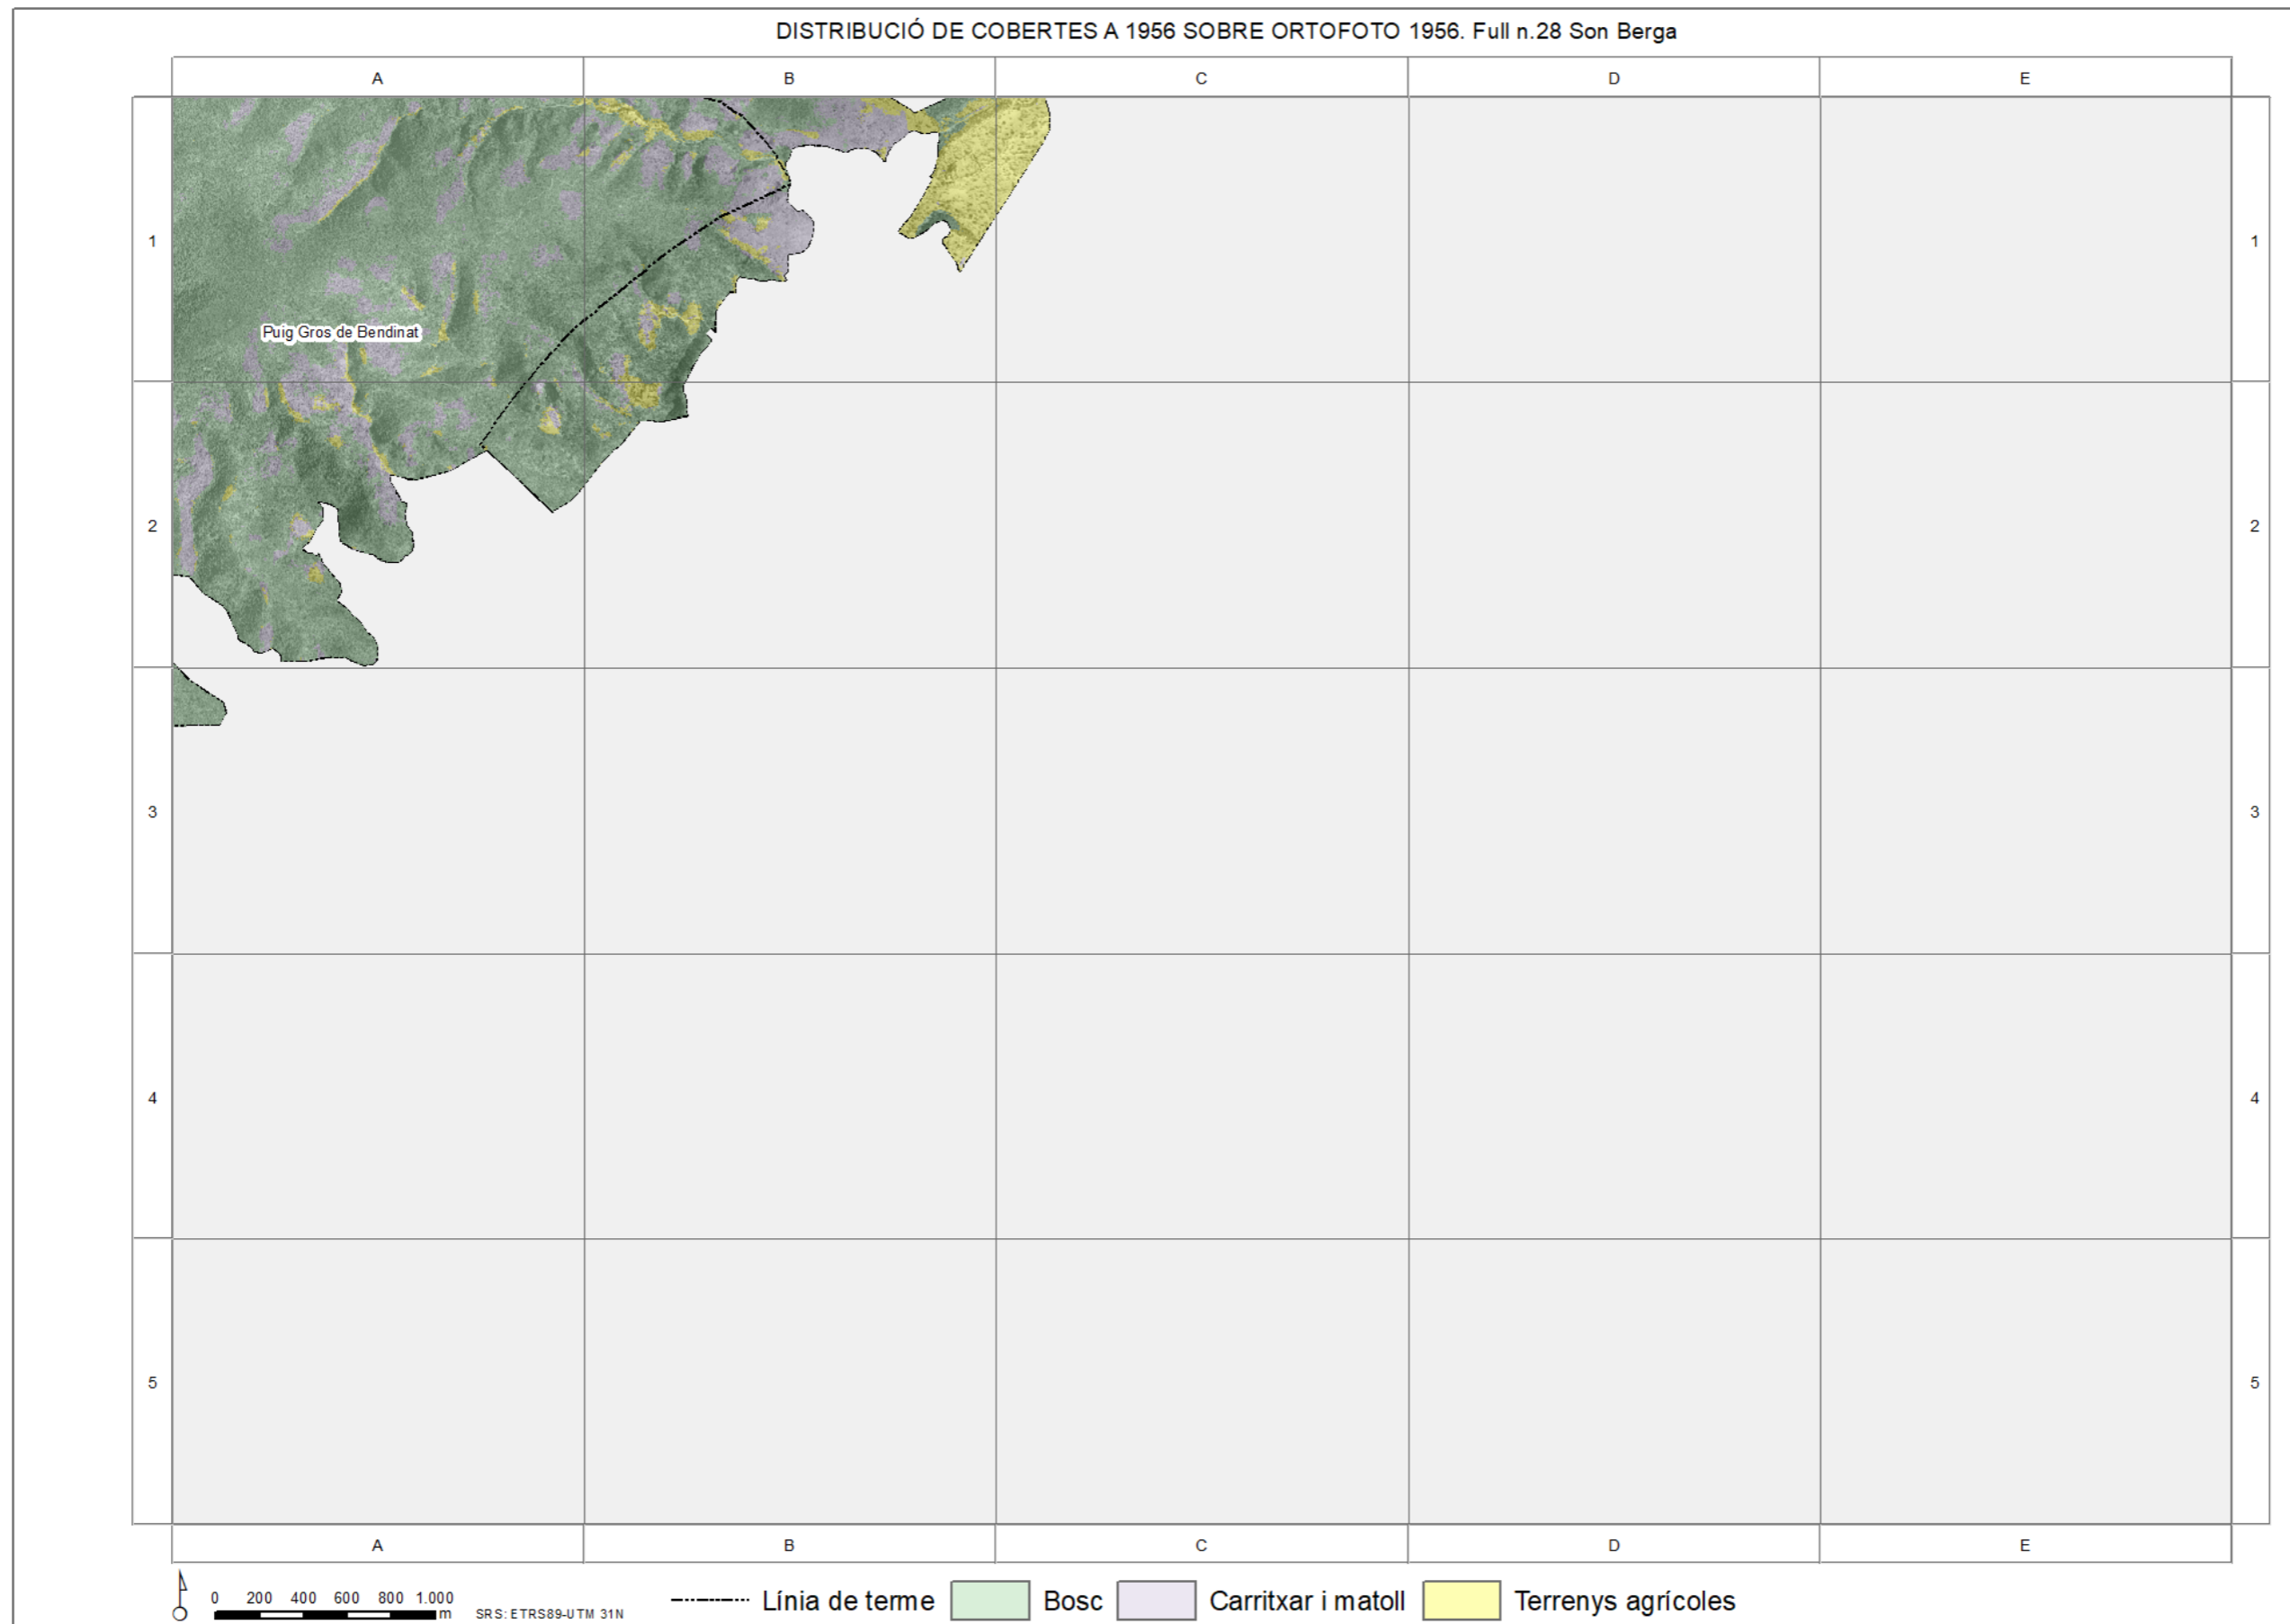 DISTRIBUCIÓ DE COBERTES A 1956 SOBRE ORTOFOTO 1956. Full n.28 Son Berga
A B C D E
1 1
Puig Gros de Bendinat
2 2
3 3
4 4
5 5
A B C D E
0 200 400 600 800 1.000
m
SRS: ETRS89-UTM 31N
Línia de terme
Bosc
Carritxar i matoll
Terrenys agrícoles